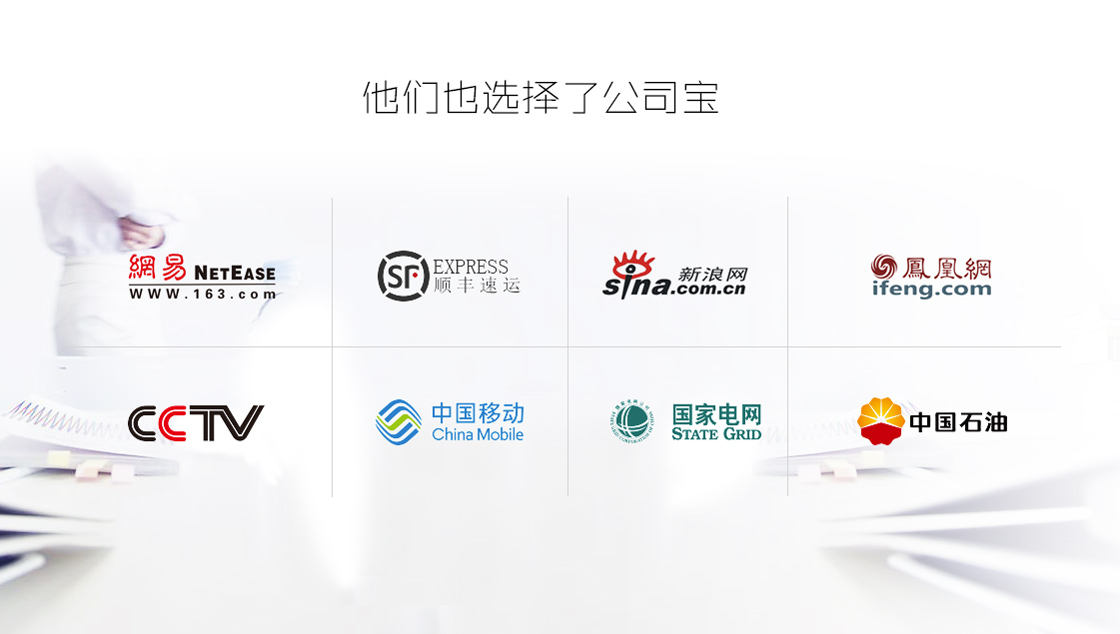 他们也选择了公司宝
網易 NETEASE
WWW.163.com
SF EXPRESS
顺丰速运
新浪网
sina.com.cn
鳳凰網
ifeng.com
CCTV
中国移动
China Mobile
国家电网
STATE GRID
中国石油